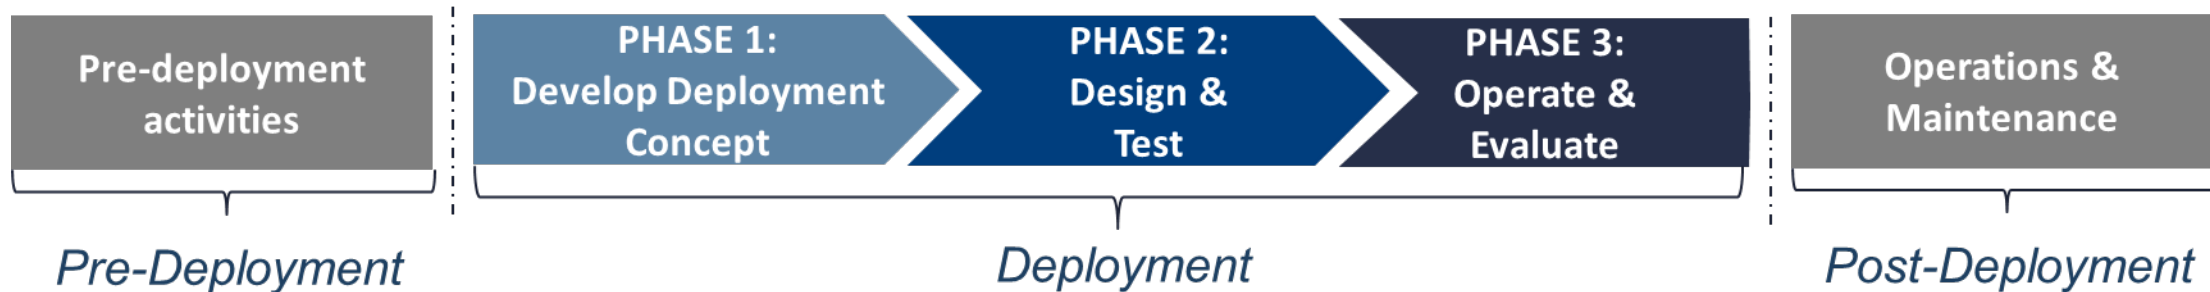 Pre-deployment
activities
PHASE 1:
Develop Deployment
Concept
PHASE 2:
Design &
Test
PHASE 3:
Operate &
Evaluate
Operations &
Maintenance
Pre-Deployment
Deployment
Post-Deployment